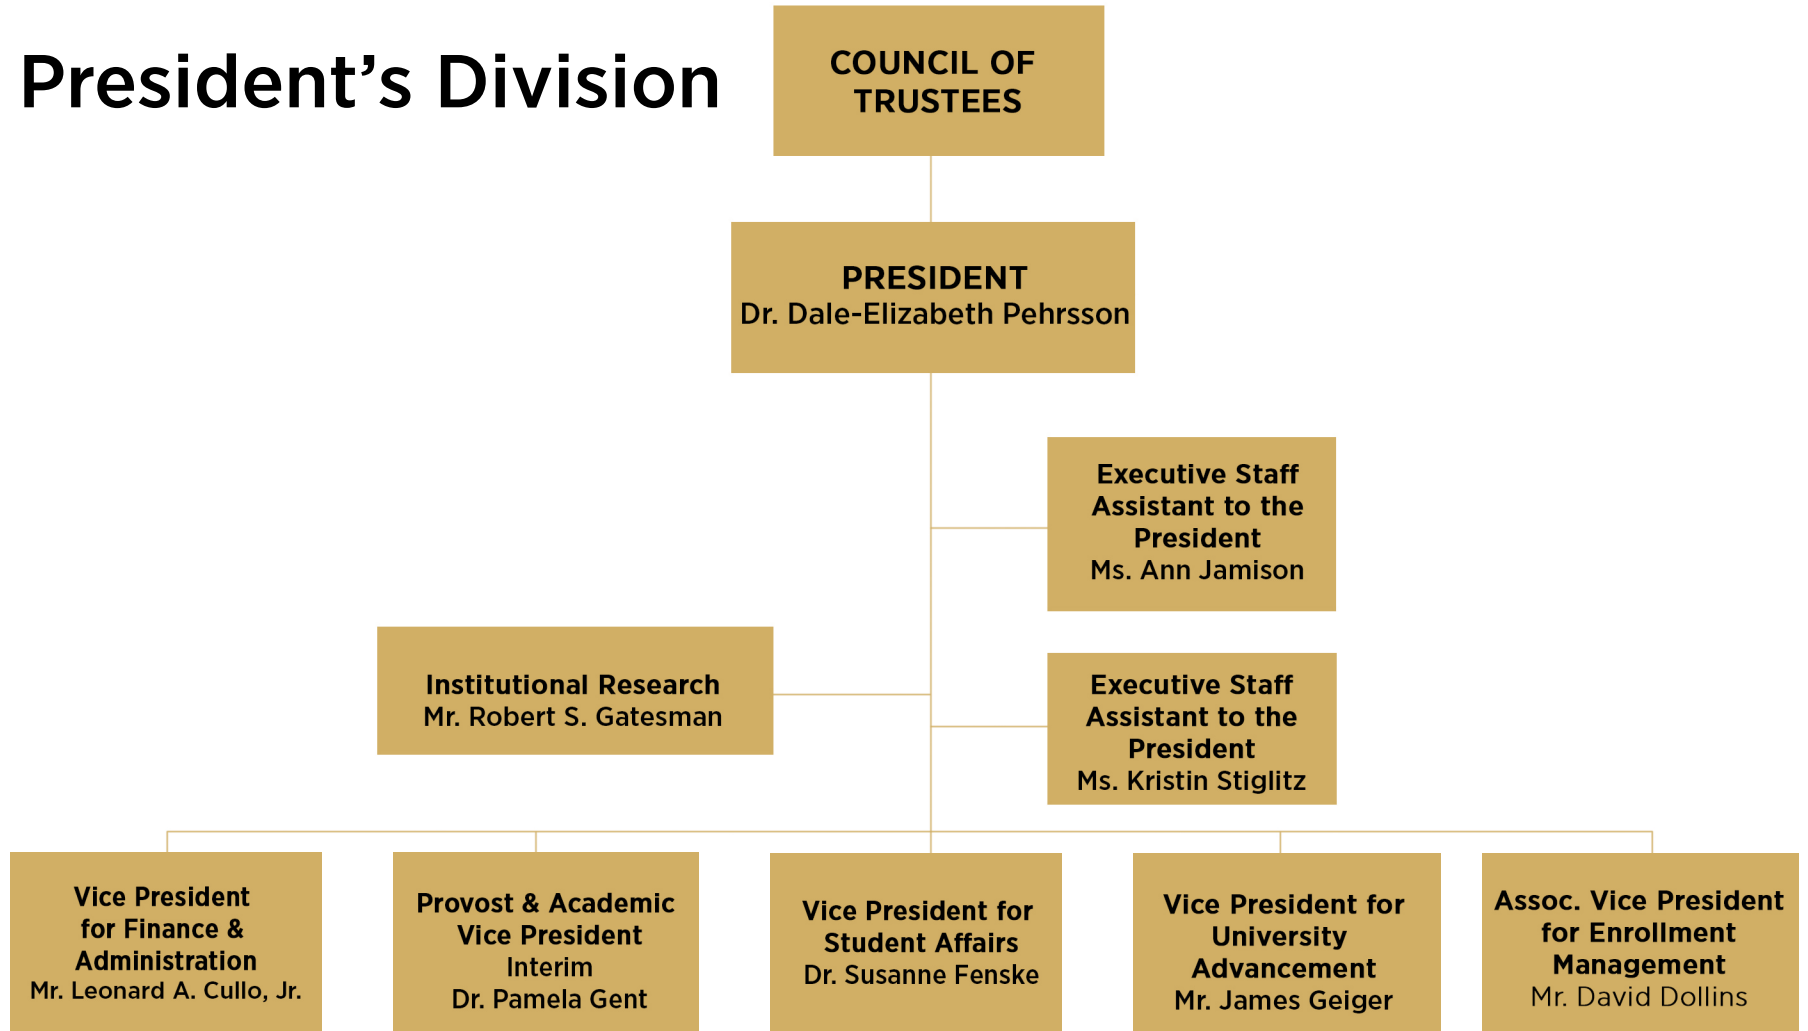 President’s Division
COUNCIL OF
TRUSTEES
PRESIDENT
Dr. Dale-Elizabeth Pehrsson
Executive Staff
Assistant to the
President
Ms. Ann Jamison
Institutional Research
Mr. Robert S. Gatesman
Executive Staff
Assistant to the
President
Ms. Kristin Stiglitz
Vice President
for Finance &
Administration
Mr. Leonard A. Cullo, Jr.
Provost & Academic
Vice President
Interim
Dr. Pamela Gent
Vice President for
Student Affairs
Dr. Susanne Fenske
Vice President for
University
Advancement
Mr. James Geiger
Assoc. Vice President
for Enrollment
Management
Mr. David Dollins